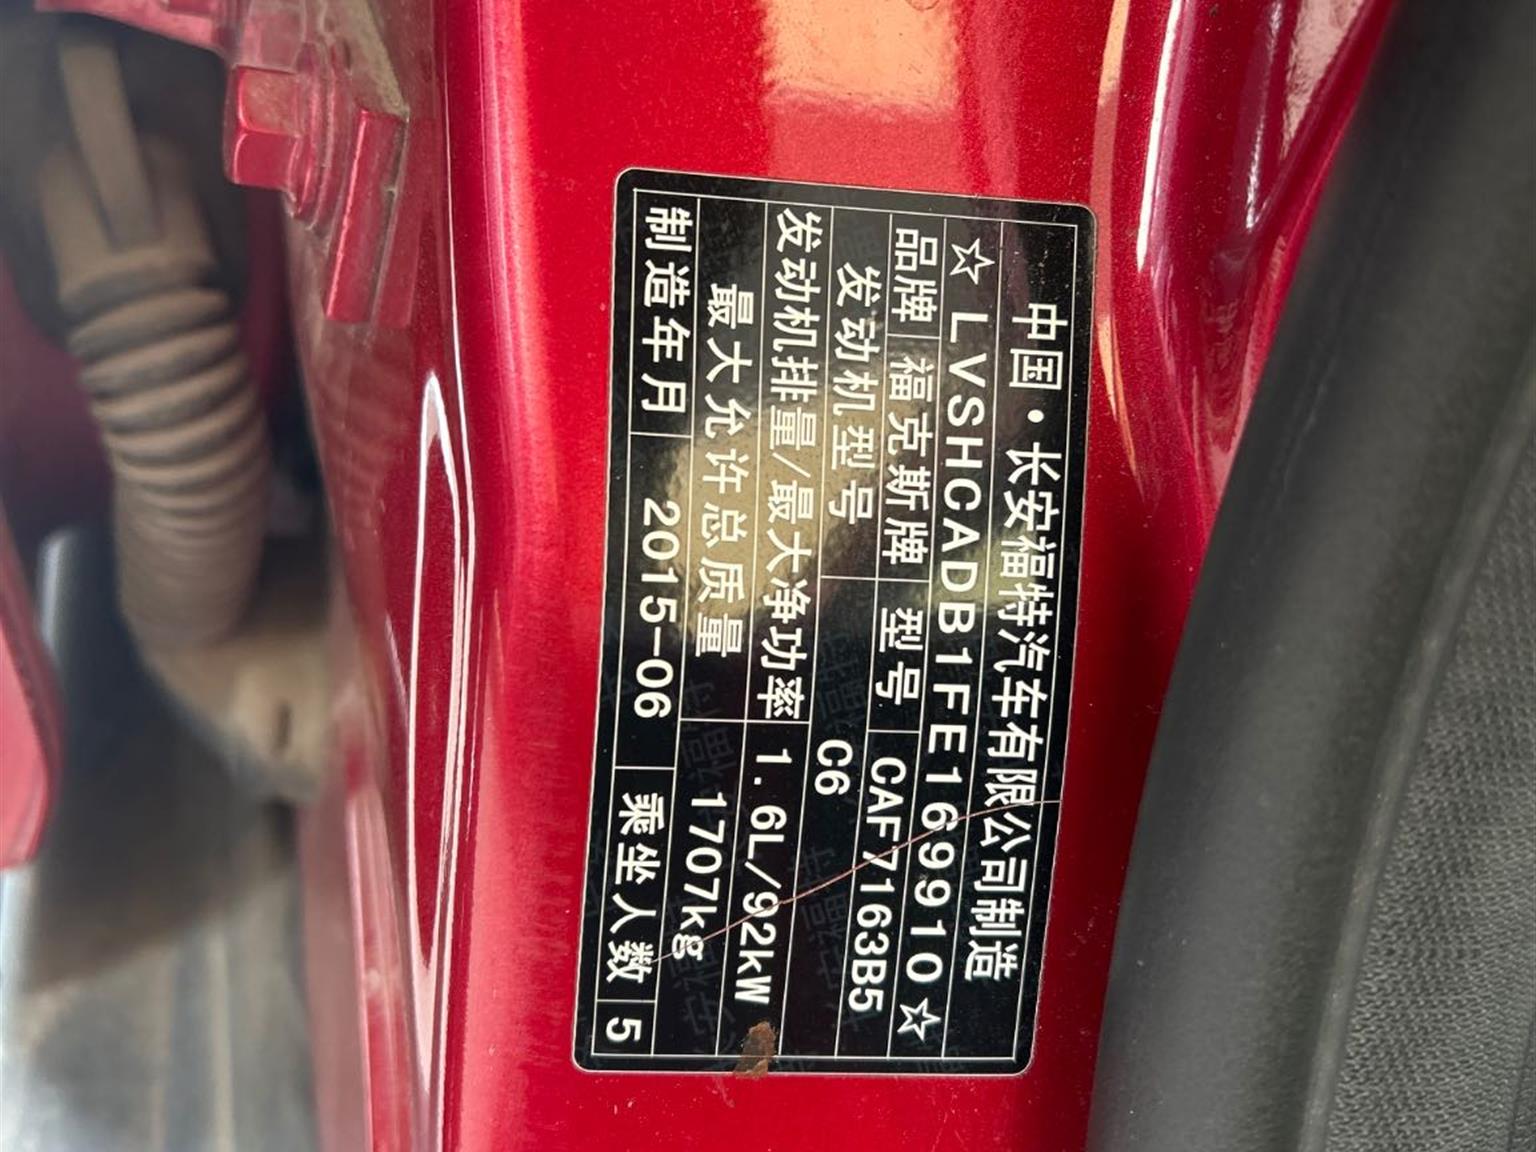 中国·长安福特汽车有限公司制造
☆LVSHCADB1FE169910☆
品牌 福克斯牌 型号 CAF7163B5
发动机型号 C6
发动机排量/最大净功率 1.6L/92kW
最大允许总质量 1707kg
制造年月 2015-06 乘坐人数 5